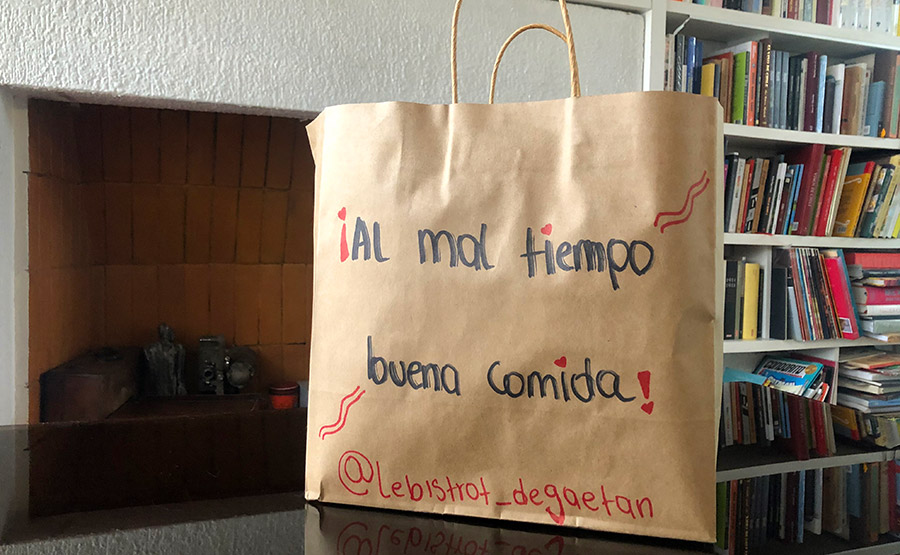 ¡Al mal tiempo
buena comida!
@lebistrot_degaetan